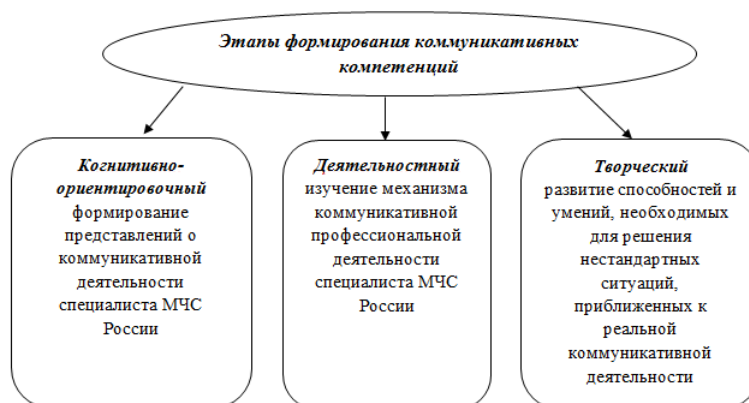 Этапы формирования коммуникативных
компетенций
Когнитивно-
ориентировочный
формирование
представлений о
коммуникативной
деятельности
специалиста МЧС
России
Деятельностный
изучение механизма
коммуникативной
профессиональной
деятельности
специалиста МЧС
России
Творческий
развитие способностей и
умений, необходимых
для решения
нестандартных
ситуаций,
приближенных к
реальной
коммуникативной
деятельности